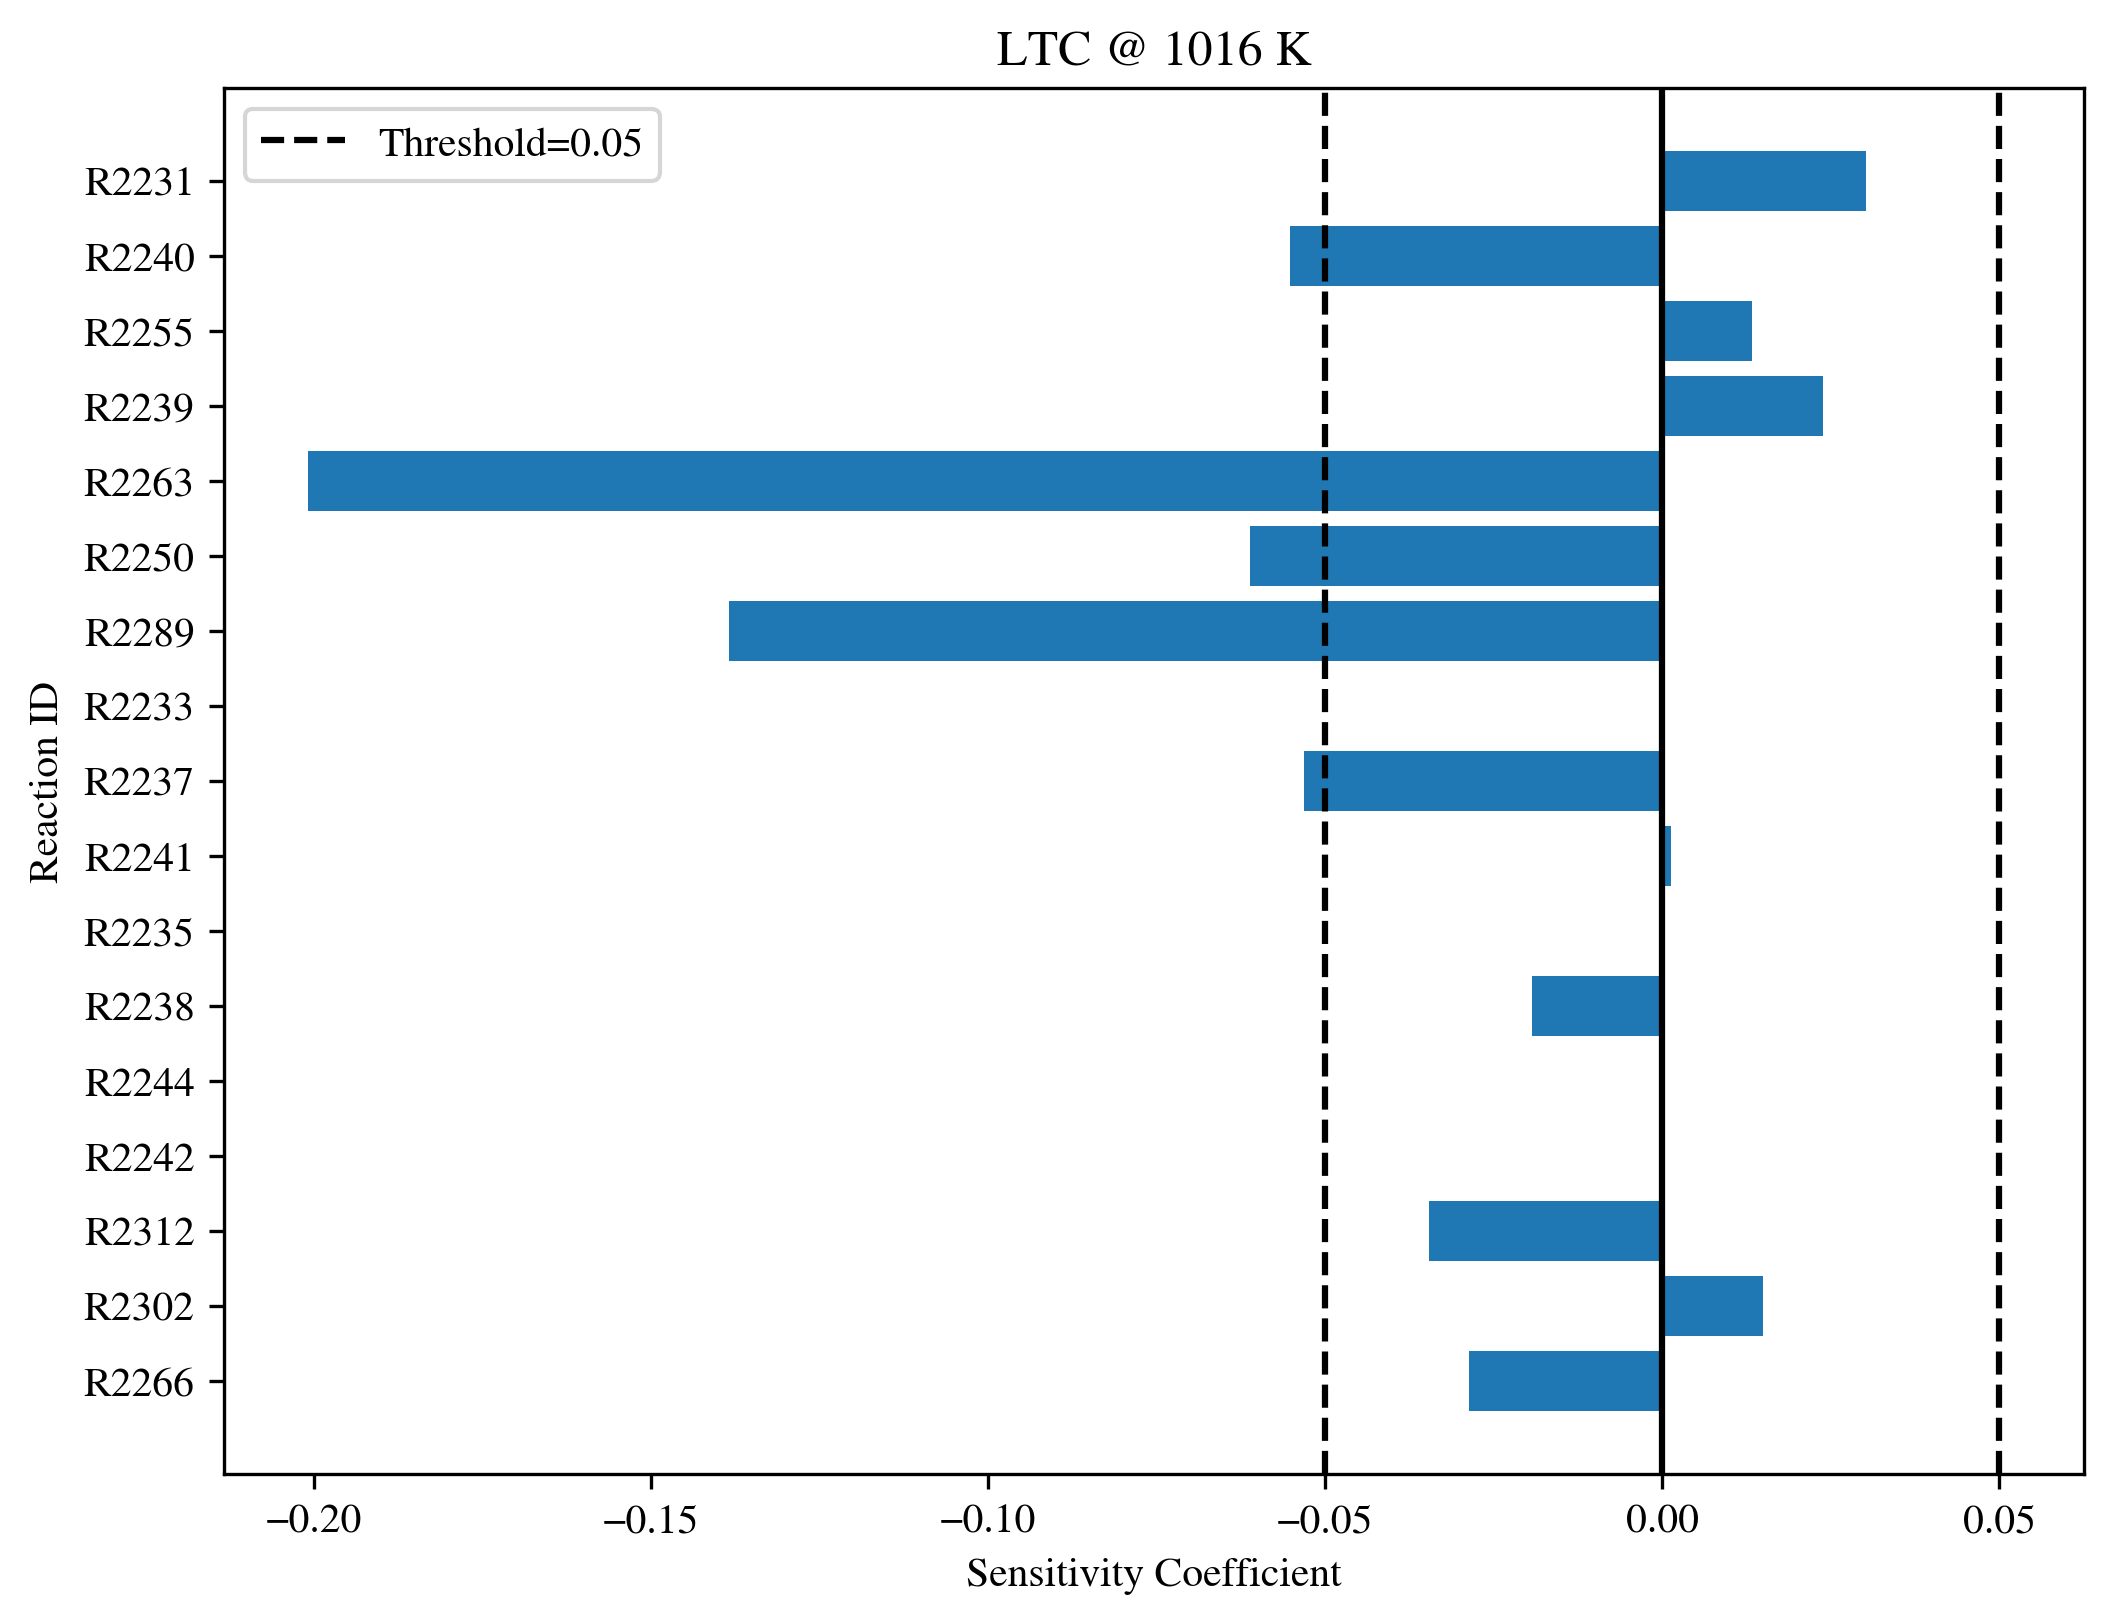 LTC @ 1016 K
Threshold=0.05
R2231
R2240
R2255
R2239
R2263
R2250
R2289
R2233
R2237
R2241
R2235
R2238
R2244
R2242
R2312
R2302
R2266
Reaction ID
−0.20 −0.15 −0.10 −0.05 0.00 0.05
Sensitivity Coefficient